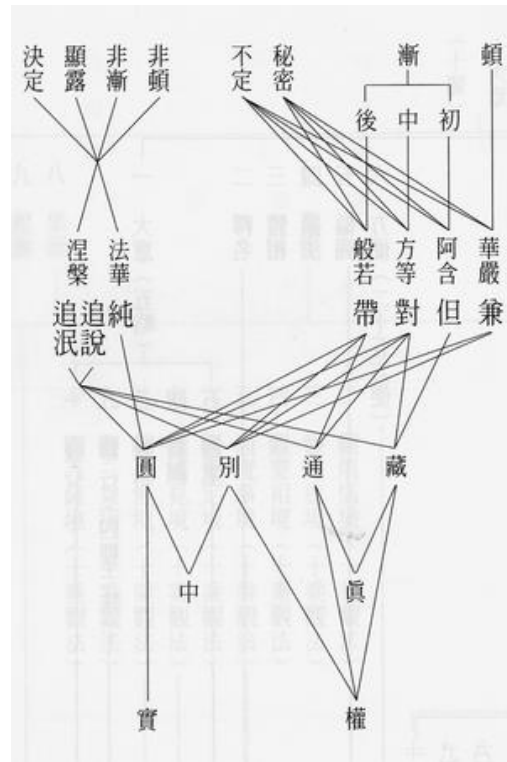 頓
漸
秘密
不定
非頓
非漸
顯露
決定
初
中
後
華嚴
阿含
方等
般若
法華
涅槃
兼
但
對
帶
純
追說
追泯
藏
通
別
圓
眞
中
權
實